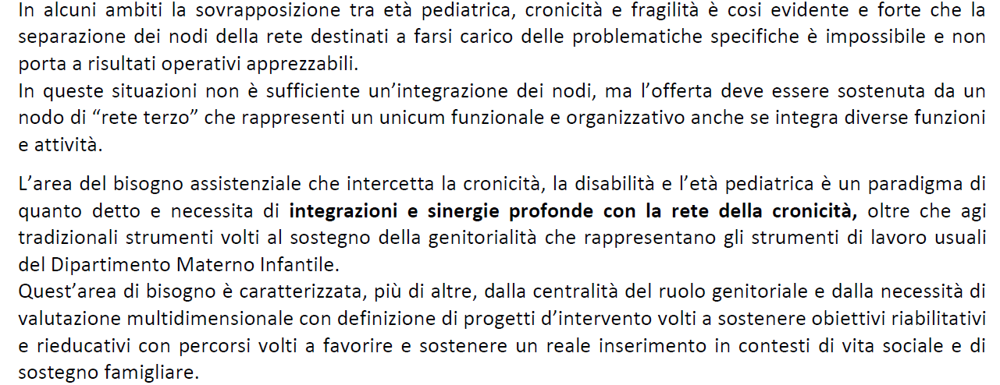 In alcuni ambiti la sovrapposizione tra età pediatrica, cronicità e fragilità è cosi evidente e forte che la
separazione dei nodi della rete destinati a farsi carico delle problematiche specifiche è impossibile e non
porta a risultati operativi apprezzabili.
In queste situazioni non è sufficiente un’integrazione dei nodi, ma l’offerta deve essere sostenuta da un
nodo di “rete terzo” che rappresenti un unicum funzionale e organizzativo anche se integra diverse funzioni
e attività.
L’area del bisogno assistenziale che intercetta la cronicità, la disabilità e l’età pediatrica è un paradigma di
quanto detto e necessita di integrazioni e sinergie profonde con la rete della cronicità, oltre che agi
tradizionali strumenti volti al sostegno della genitorialità che rappresentano gli strumenti di lavoro usuali
del Dipartimento Materno Infantile.
Quest’area di bisogno è caratterizzata, più di altre, dalla centralità del ruolo genitoriale e dalla necessità di
valutazione multidimensionale con definizione di progetti d’intervento volti a sostenere obiettivi riabilitativi
e rieducativi con percorsi volti a favorire e sostenere un reale inserimento in contesti di vita sociale e di
sostegno famigliare.